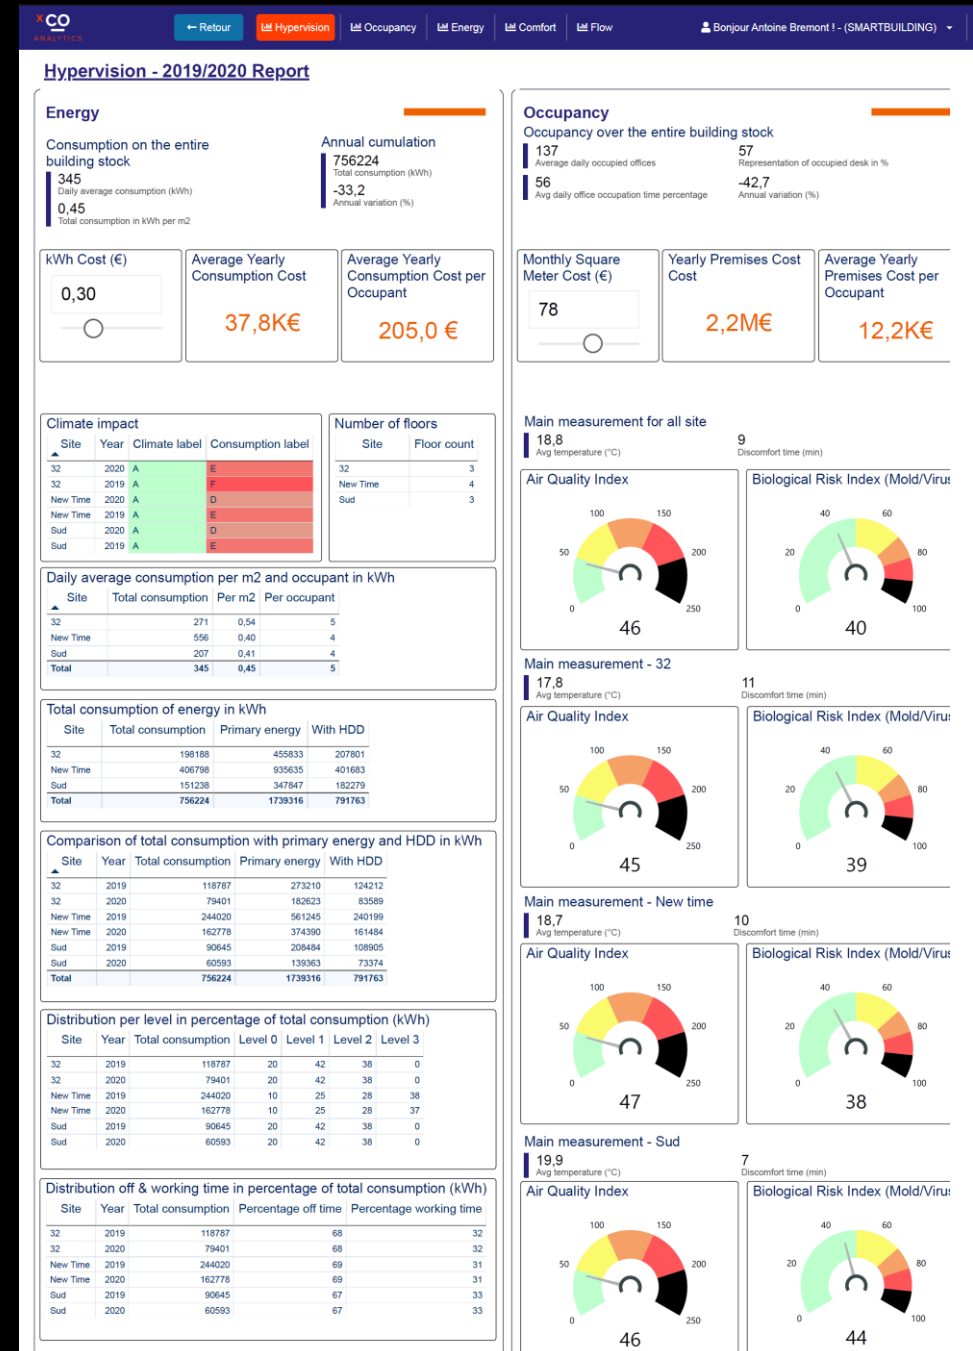 ×CO
ANALYTICS
← Retour
Hypervision
Occupancy
Energy
Comfort
Flow
Bonjour Antoine Bremont ! - (SMARTBUILDING)
Hypervision - 2019/2020 Report
Energy
Consumption on the entire
building stock
345
Daily average consumption (kWh)
0,45
Total consumption in kWh per m2
Annual cumulation
756224
Total consumption (kWh)
-33,2
Annual variation (%)
kWh Cost (€)
0,30
Average Yearly
Consumption Cost
37,8K€
Average Yearly
Consumption Cost per
Occupant
205,0 €
Climate impact
Site Year Climate label Consumption label
32 2020 A E
32 2019 A F
New Time 2020 A D
New Time 2019 A E
Sud 2020 A D
Sud 2019 A E
Number of floors
Site Floor count
32 3
New Time 4
Sud 3
Daily average consumption per m2 and occupant in kWh
Site Total consumption Per m2 Per occupant
32 271 0,54 5
New Time 556 0,40 4
Sud 207 0,41 4
Total 345 0,45 5
Total consumption of energy in kWh
Site Total consumption Primary energy With HDD
32 198188 455833 207801
New Time 406798 935635 401683
Sud 151238 347847 182279
Total 756224 1739316 791763
Comparison of total consumption with primary energy and HDD in kWh
Site Year Total consumption Primary energy With HDD
32 2019 118787 273210 124212
32 2020 79401 182623 83589
New Time 2019 244020 561245 240199
New Time 2020 162778 374390 161484
Sud 2019 90645 208484 108905
Sud 2020 60593 139363 73374
Total 756224 1739316 791763
Distribution per level in percentage of total consumption (kWh)
Site Year Total consumption Level 0 Level 1 Level 2 Level 3
32 2019 118787 20 42 38 0
32 2020 79401 20 42 38 0
New Time 2019 244020 10 25 28 38
New Time 2020 162778 10 25 28 37
Sud 2019 90645 20 42 38 0
Sud 2020 60593 20 42 38 0
Distribution off & working time in percentage of total consumption (kWh)
Site Year Total consumption Percentage off time Percentage working time
32 2019 118787 68 32
32 2020 79401 68 32
New Time 2019 244020 69 31
New Time 2020 162778 69 31
Sud 2019 90645 67 33
Sud 2020 60593 67 33
Occupancy
Occupancy over the entire building stock
137
Average daily occupied offices
57
Representation of occupied desk in %
56
Avg daily office occupation time percentage
-42,7
Annual variation (%)
Monthly Square
Meter Cost (€)
78
Yearly Premises Cost
Cost
2,2M€
Average Yearly
Premises Cost per
Occupant
12,2K€
Main measurement for all site
18,8
Avg temperature (°C)
9
Discomfort time (min)
Air Quality Index
0 50 100 150 200 250
46
Biological Risk Index (Mold/Virus
0 20 40 60 80 100
40
Main measurement - 32
17,8
Avg temperature (°C)
11
Discomfort time (min)
Air Quality Index
0 50 100 150 200 250
45
Biological Risk Index (Mold/Virus
0 20 40 60 80 100
39
Main measurement - New time
18,7
Avg temperature (°C)
10
Discomfort time (min)
Air Quality Index
0 50 100 150 200 250
47
Biological Risk Index (Mold/Virus
0 20 40 60 80 100
38
Main measurement - Sud
19,9
Avg temperature (°C)
7
Discomfort time (min)
Air Quality Index
0 50 100 150 200 250
46
Biological Risk Index (Mold/Virus
0 20 40 60 80 100
44